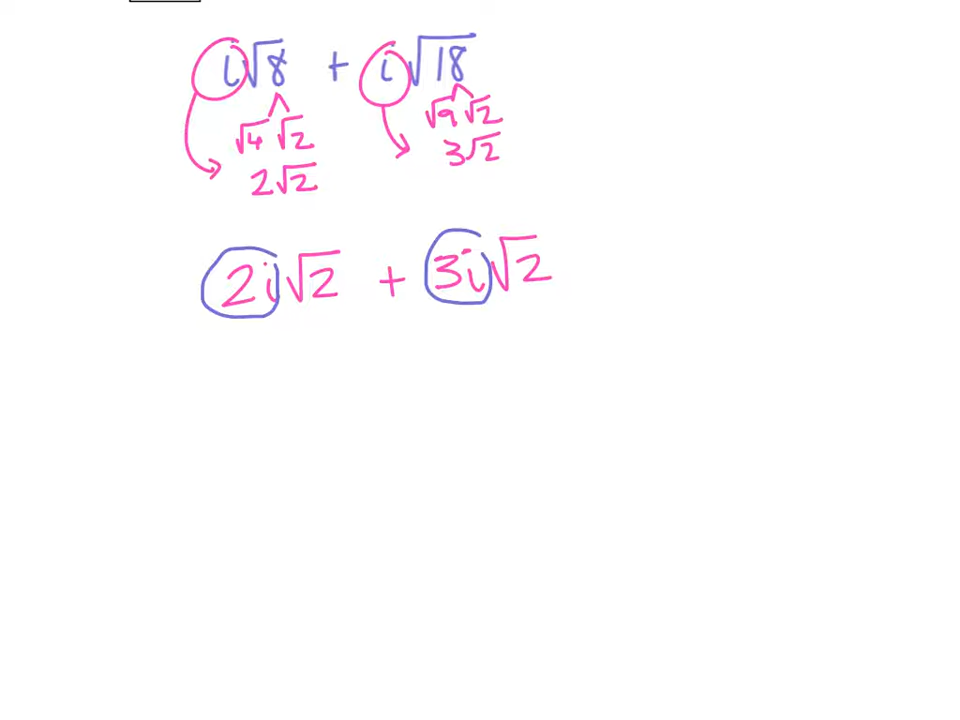 i√8 + i√18
√4 √2 √9 √2
2√2 3√2
2i√2 + 3i√2